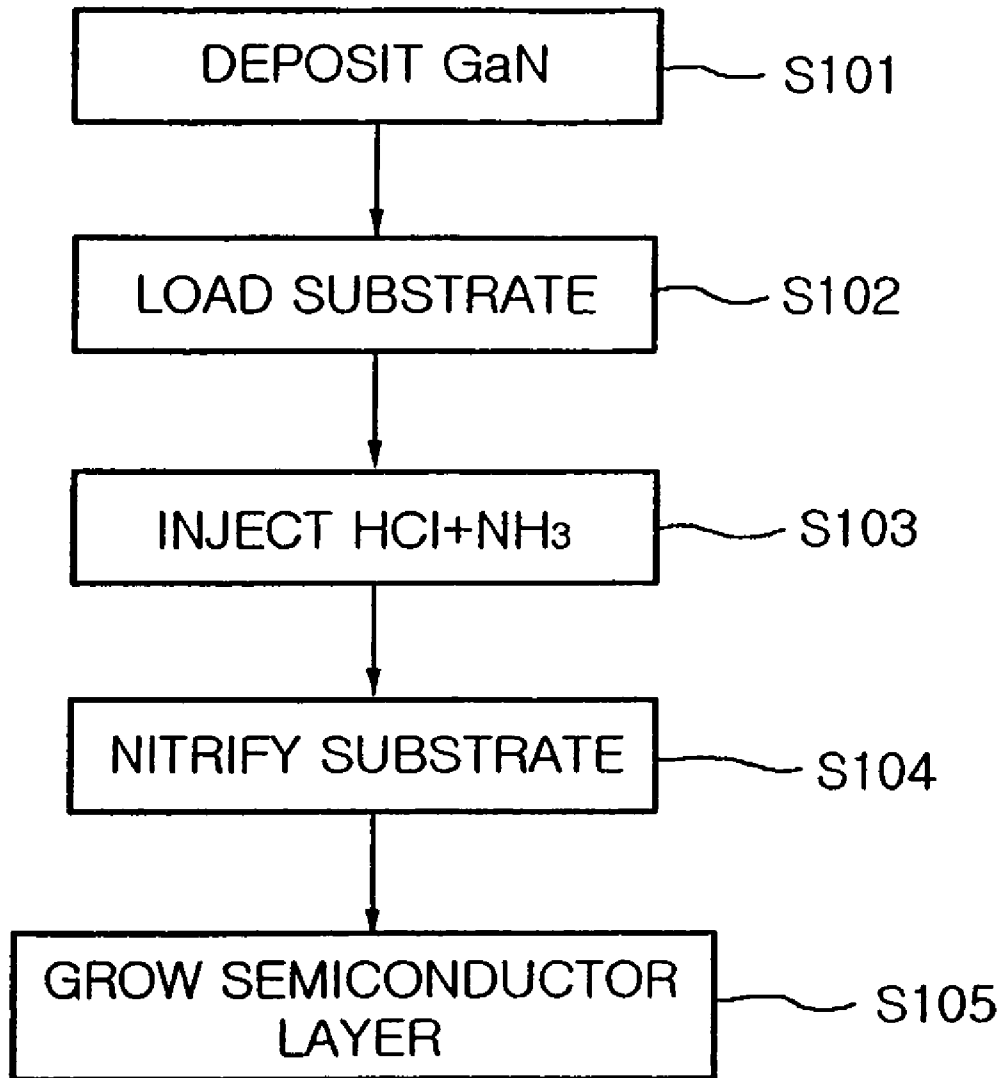 DEPOSIT GaN
S101
LOAD SUBSTRATE
S102
INJECT HCl+NH₃
S103
NITRIFY SUBSTRATE
S104
GROW SEMICONDUCTOR
LAYER
S105